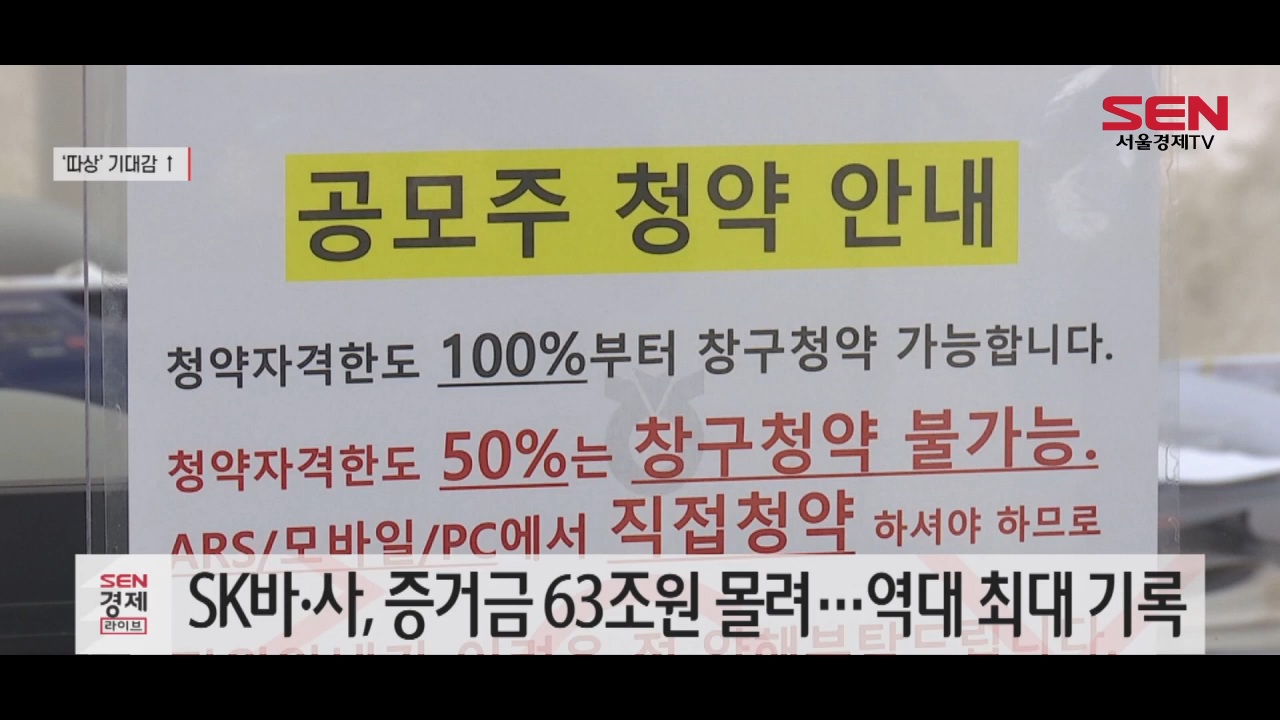 SEN
서울경제TV
'따상' 기대감 ↑
공모주 청약 안내
청약자격한도 100%부터 창구청약 가능합니다.
청약자격한도 50%는 창구청약 불가능.
ARS/모바일/PC에서 직접청약 하셔야 하므로
SEN
경제
라이브
SK바·사, 증거금 63조원 몰려…역대 최대 기록